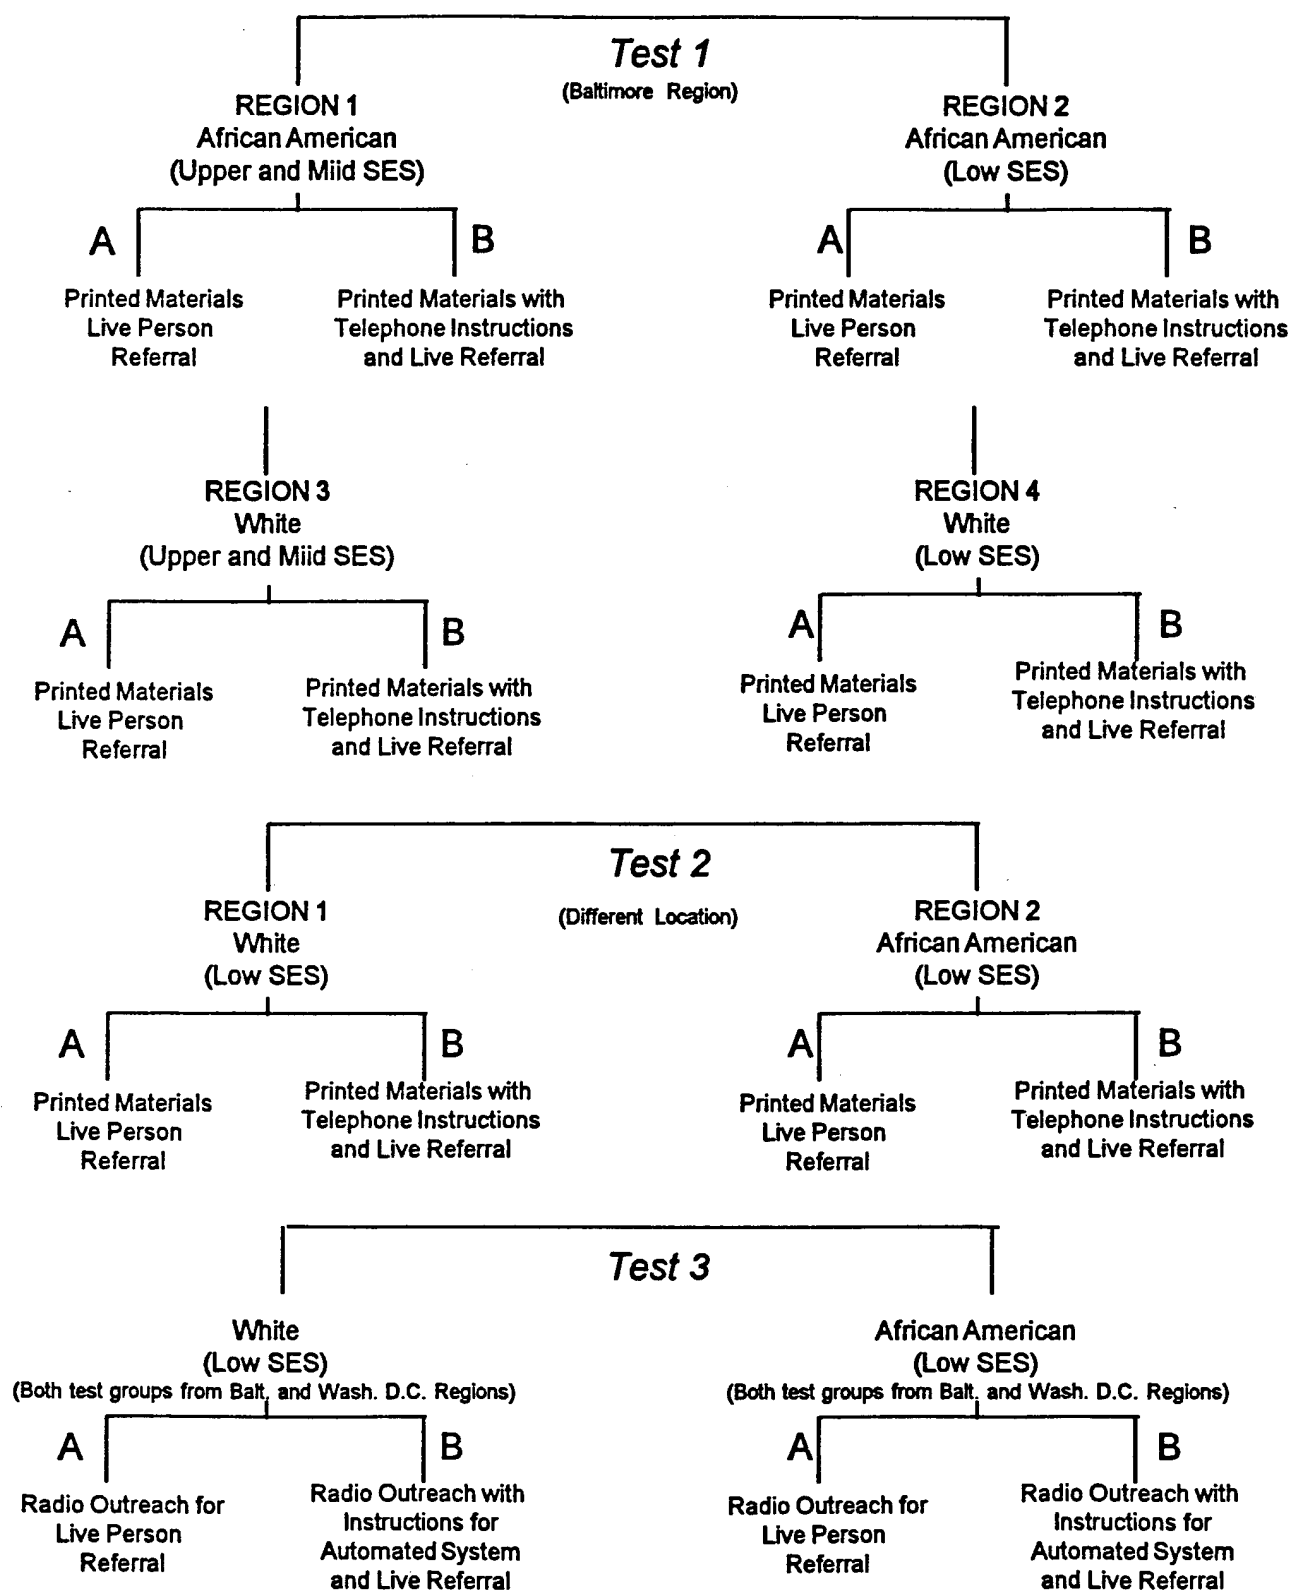 Test 1
(Baltimore Region)
REGION 1
African American
(Upper and Miid SES)
A
Printed Materials
Live Person
Referral
B
Printed Materials with
Telephone Instructions
and Live Referral
REGION 2
African American
(Low SES)
A
Printed Materials
Live Person
Referral
B
Printed Materials with
Telephone Instructions
and Live Referral
REGION 3
White
(Upper and Miid SES)
A
Printed Materials
Live Person
Referral
B
Printed Materials with
Telephone Instructions
and Live Referral
REGION 4
White
(Low SES)
A
Printed Materials
Live Person
Referral
B
Printed Materials with
Telephone Instructions
and Live Referral
Test 2
(Different Location)
REGION 1
White
(Low SES)
A
Printed Materials
Live Person
Referral
B
Printed Materials with
Telephone Instructions
and Live Referral
REGION 2
African American
(Low SES)
A
Printed Materials
Live Person
Referral
B
Printed Materials with
Telephone Instructions
and Live Referral
Test 3
White
(Low SES)
(Both test groups from Balt. and Wash. D.C. Regions)
A
Radio Outreach for
Live Person
Referral
B
Radio Outreach with
Instructions for
Automated System
and Live Referral
African American
(Low SES)
(Both test groups from Balt. and Wash. D.C. Regions)
A
Radio Outreach for
Live Person
Referral
B
Radio Outreach with
Instructions for
Automated System
and Live Referral